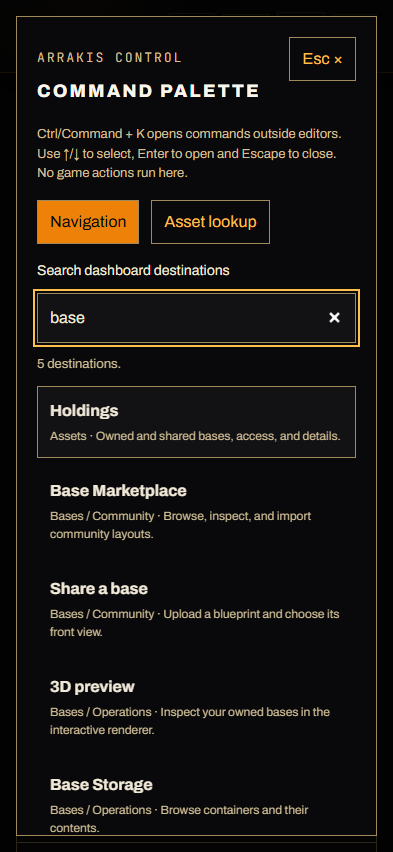 ARRAKIS CONTROL
Esc ×
COMMAND PALETTE
Ctrl/Command + K opens commands outside editors.
Use ↑/↓ to select, Enter to open and Escape to close.
No game actions run here.
Navigation
Asset lookup
Search dashboard destinations
base
×
5 destinations.
Holdings
Assets · Owned and shared bases, access, and details.
Base Marketplace
Bases / Community · Browse, inspect, and import
community layouts.
Share a base
Bases / Community · Upload a blueprint and choose its
front view.
3D preview
Bases / Operations · Inspect your owned bases in the
interactive renderer.
Base Storage
Bases / Operations · Browse containers and their
contents.